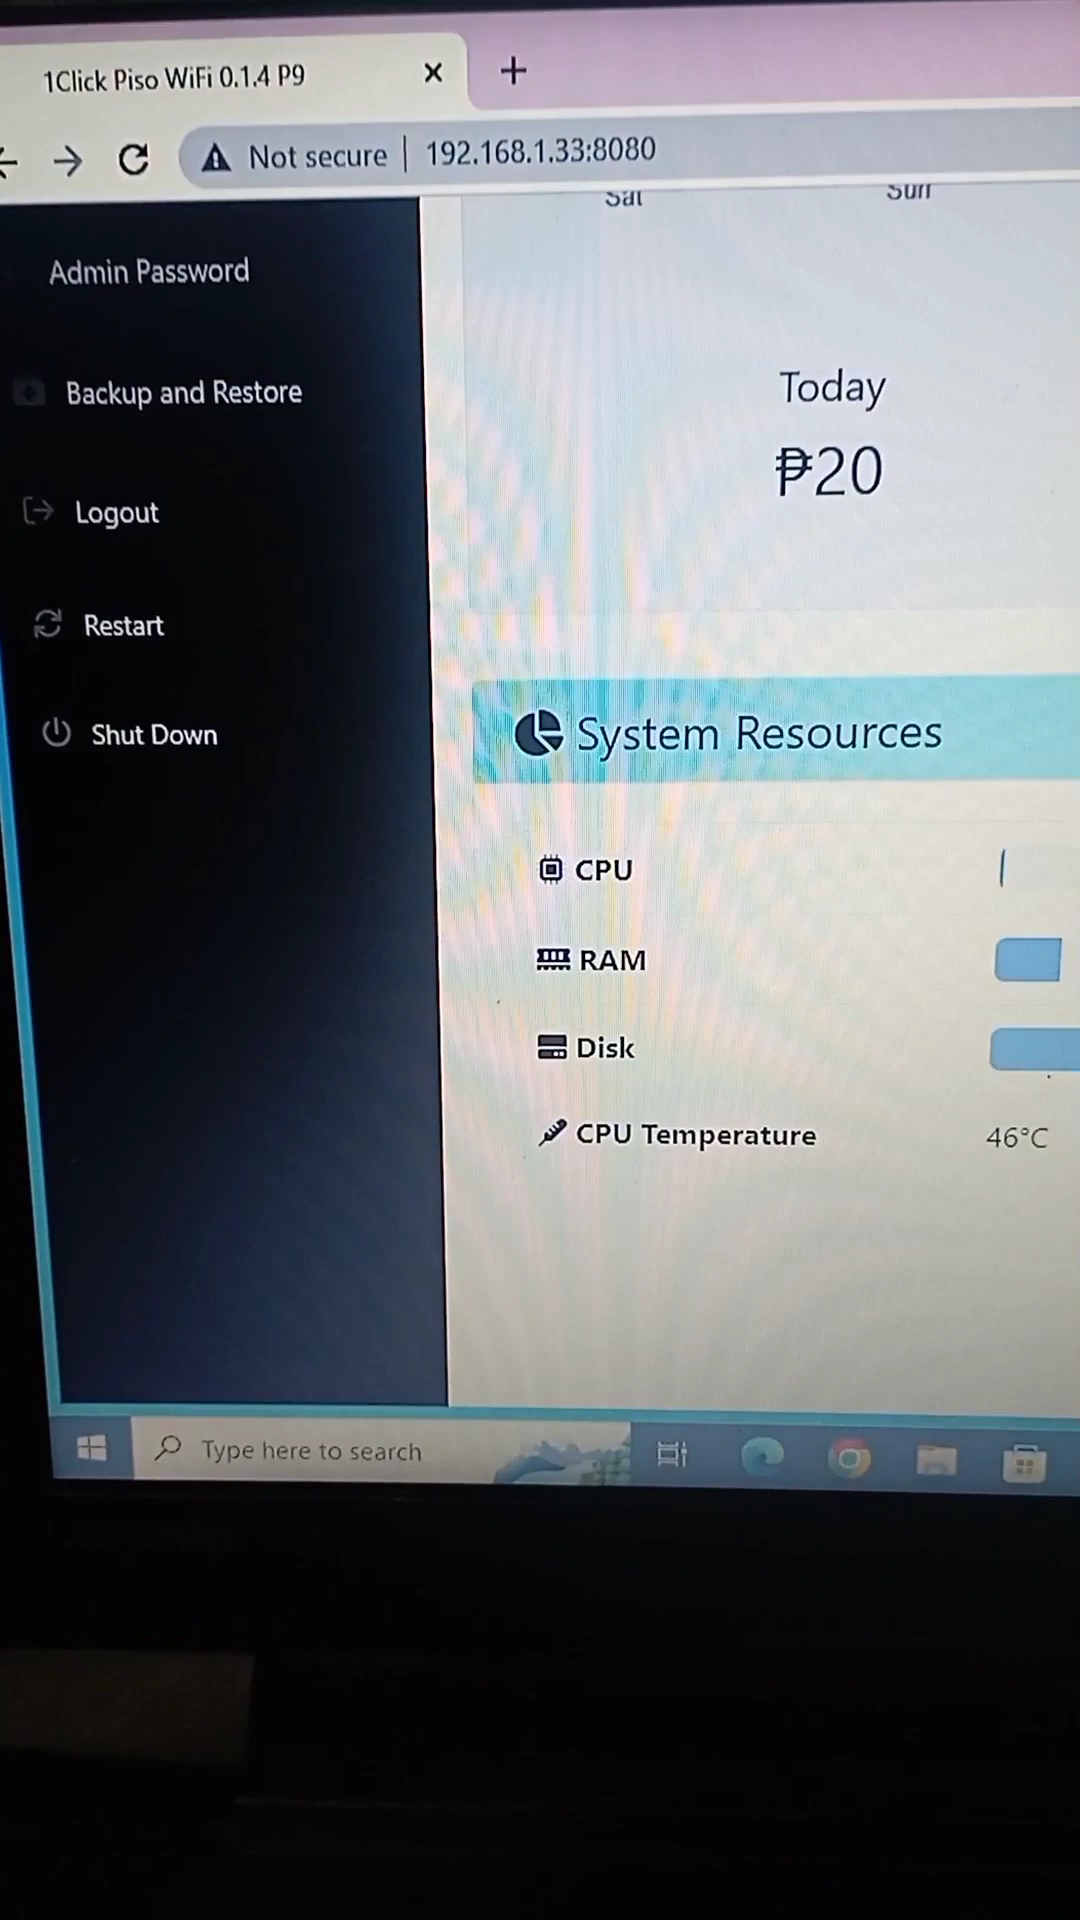 1Click Piso WiFi 0.1.4 P9
Not secure | 192.168.1.33:8080
Sat
Sun
Admin Password
Backup and Restore
Logout
Restart
Shut Down
Today
₱20
System Resources
CPU
RAM
Disk
CPU Temperature
46°C
Type here to search